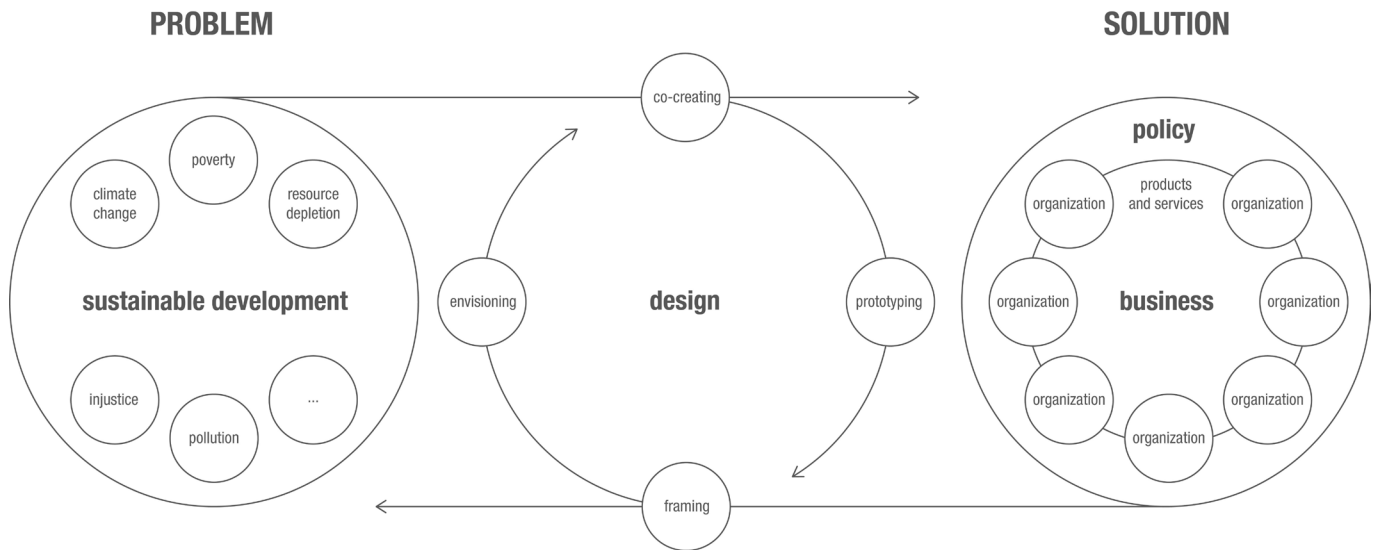 PROBLEM
SOLUTION
co-creating
policy
poverty
climate
change
resource
depletion
products
and services
organization
organization
sustainable development
envisioning
design
prototyping
organization
business
organization
injustice
...
organization
organization
pollution
organization
framing